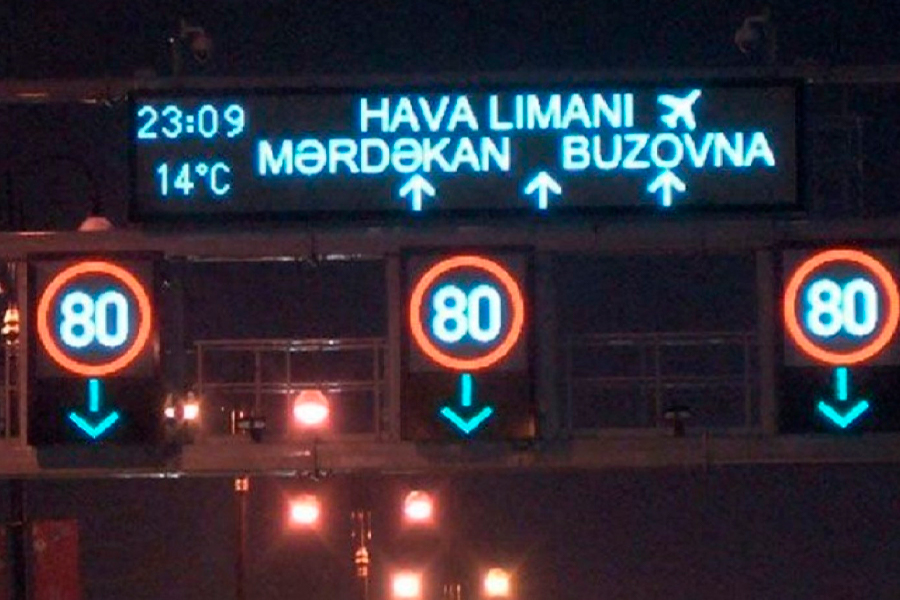 23:09
HAVA LIMANI
MƏRDƏKAN BUZOVNA
14°C
80 80 80